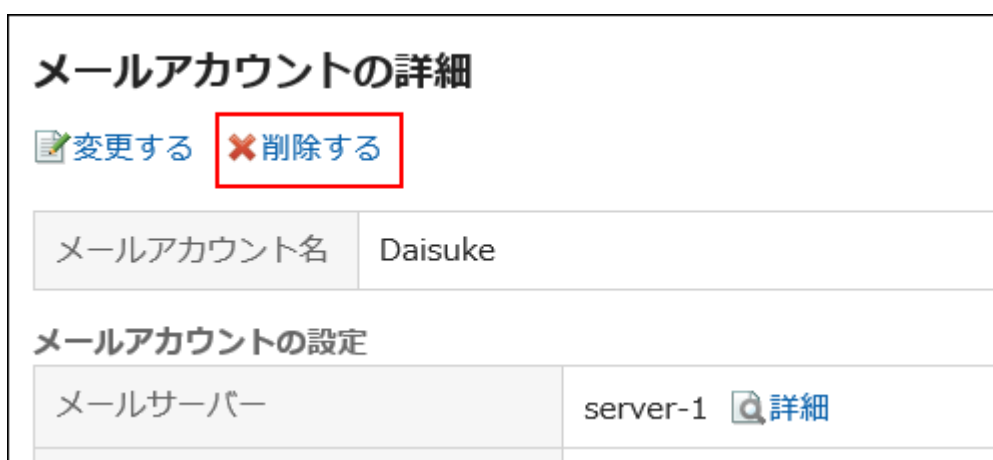 メールアカウントの詳細
変更する 削除する
メールアカウント名 Daisuke
メールアカウントの設定
メールサーバー server-1 詳細